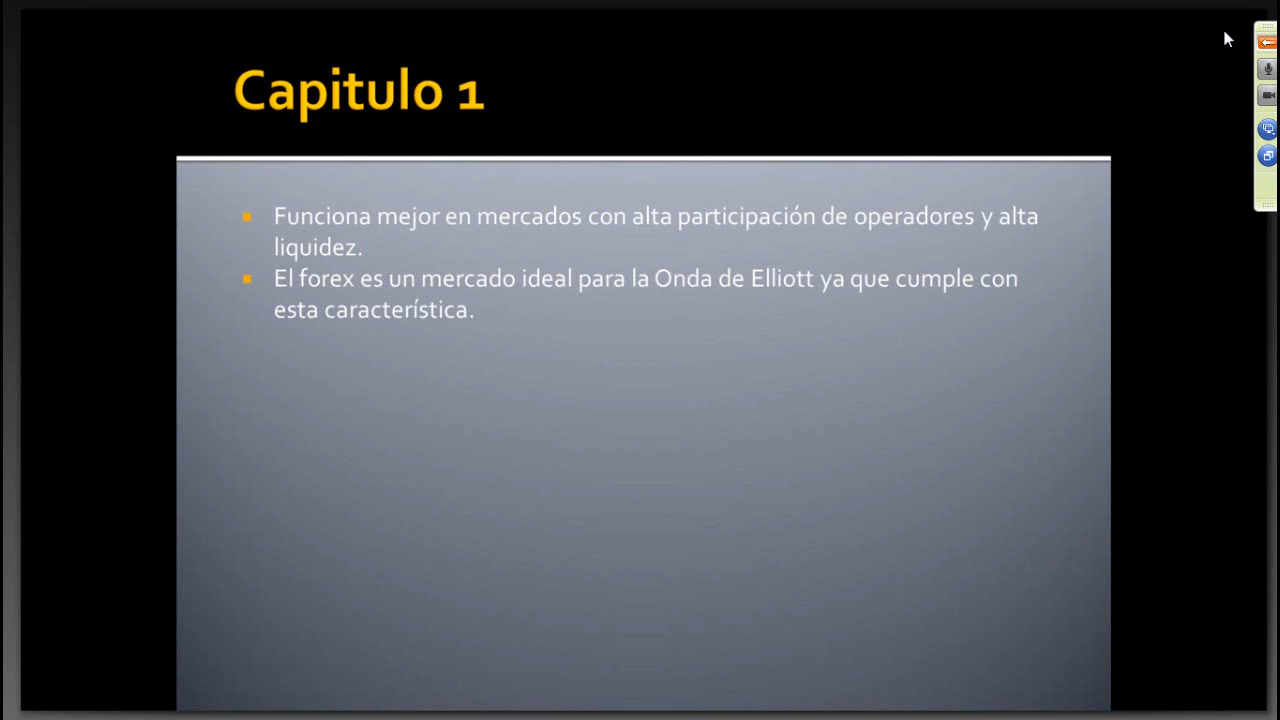 Capitulo 1
Funciona mejor en mercados con alta participación de operadores y alta
liquidez.
El forex es un mercado ideal para la Onda de Elliott ya que cumple con
esta característica.